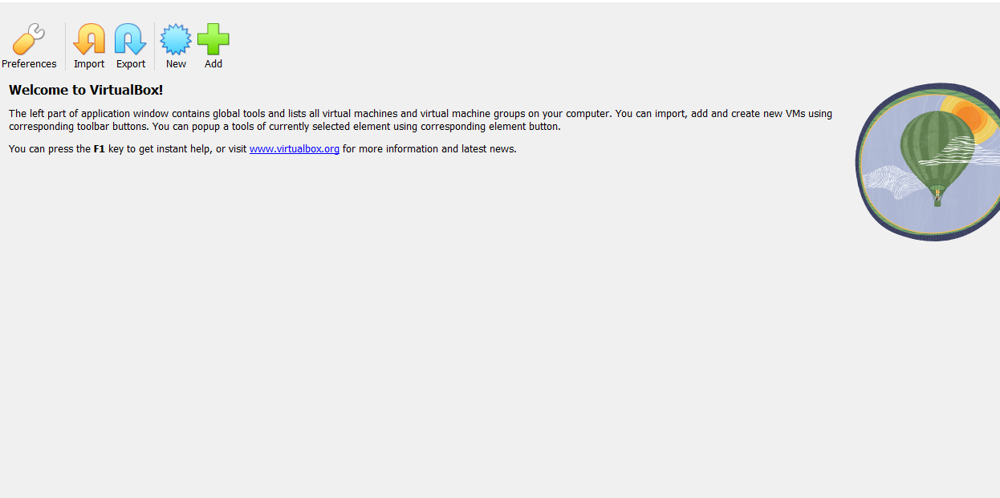 Preferences Import Export New Add
Welcome to VirtualBox!
The left part of application window contains global tools and lists all virtual machines and virtual machine groups on your computer. You can import, add and create new VMs using
corresponding toolbar buttons. You can popup a tools of currently selected element using corresponding element button.
You can press the F1 key to get instant help, or visit www.virtualbox.org for more information and latest news.